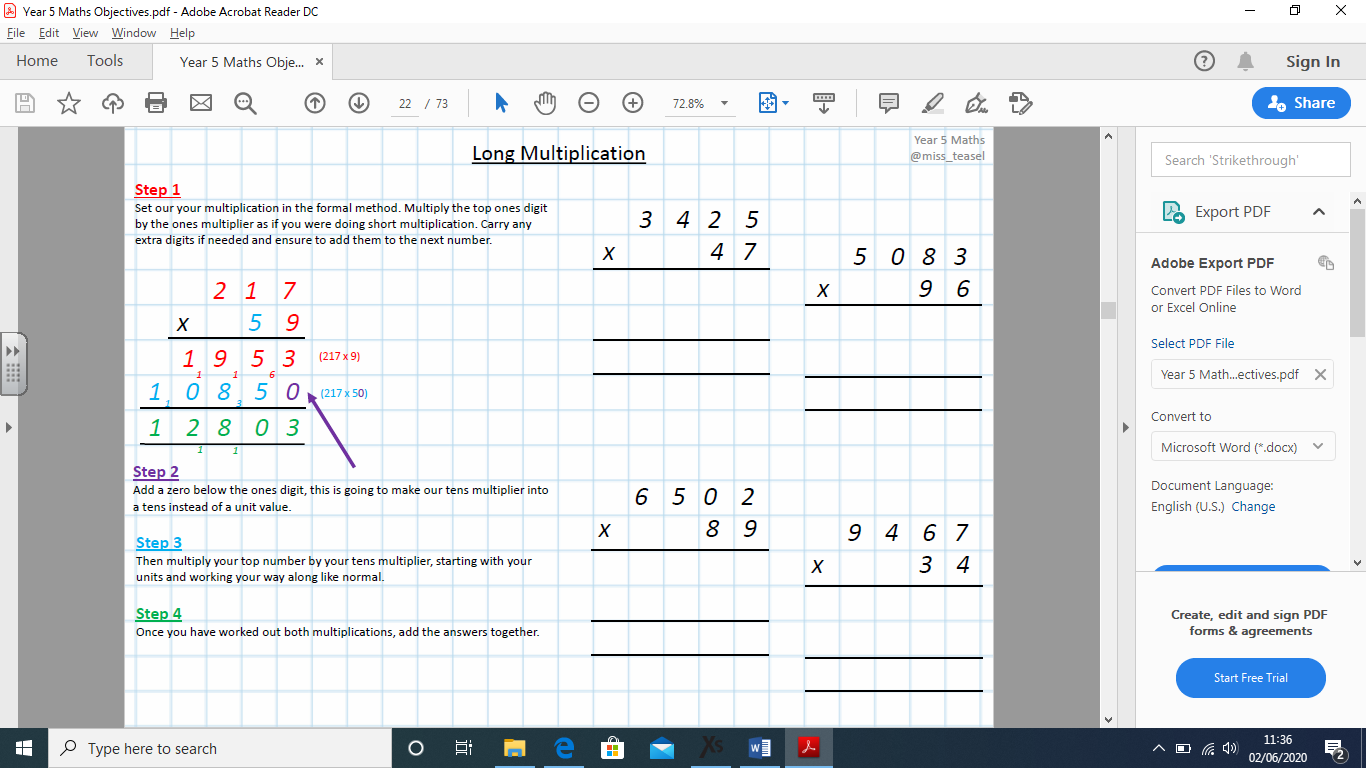 Year 5 Maths Objectives.pdf - Adobe Acrobat Reader DC
File Edit View Window Help
Home Tools Year 5 Maths Obje... ×
? Sign In
22 / 73 72.8% Share
Long Multiplication
Year 5 Maths
@miss_teasel
Step 1
Set our your multiplication in the formal method. Multiply the top ones digit
by the ones multiplier as if you were doing short multiplication. Carry any
extra digits if needed and ensure to add them to the next number.
2 1 7
x 5 9
1 9 5 3 (217 x 9)
1 1 6
1 0 8 5 0 (217 x 50)
1 3
1 2 8 0 3
1 1
Step 2
Add a zero below the ones digit, this is going to make our tens multiplier into
a tens instead of a unit value.
Step 3
Then multiply your top number by your tens multiplier, starting with your
units and working your way along like normal.
Step 4
Once you have worked out both multiplications, add the answers together.
3 4 2 5
x 4 7
5 0 8 3
x 9 6
6 5 0 2
x 8 9
9 4 6 7
x 3 4
Search 'Strikethrough'
Export PDF
Adobe Export PDF
Convert PDF Files to Word
or Excel Online
Select PDF File
Year 5 Math...ectives.pdf
Convert to
Microsoft Word (*.docx)
Document Language:
English (U.S.) Change
Create, edit and sign PDF
forms & agreements
Start Free Trial
Type here to search
Xs
11:36
02/06/2020
2